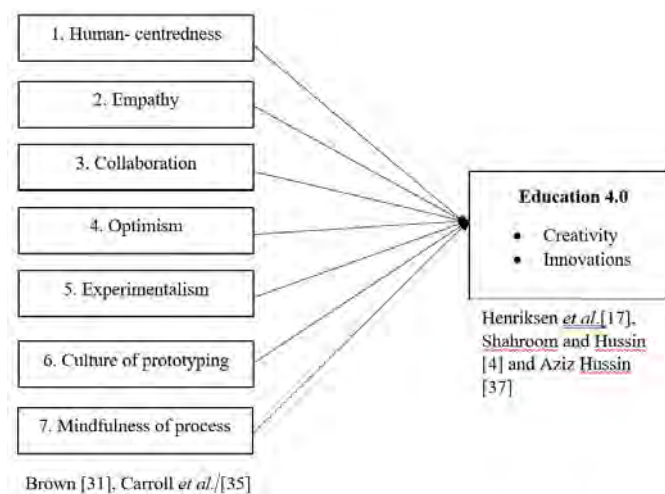 1. Human- centredness
2. Empathy
3. Collaboration
4. Optimism
5. Experimentalism
6. Culture of prototyping
7. Mindfulness of process
Brown [31], Carroll et al./[35]
Education 4.0
• Creativity
• Innovations
Henriksen et al.[17],
Shahroom and Hussin
[4] and Aziz Hussin
[37]